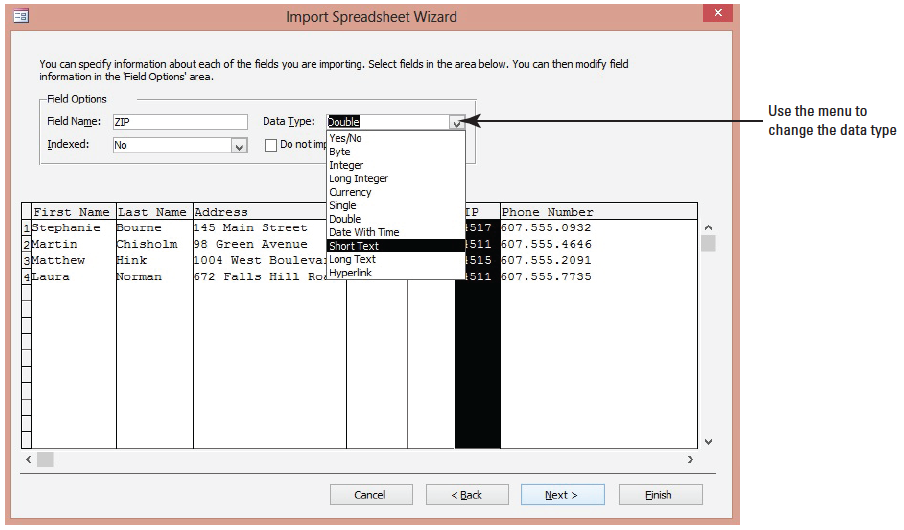 Import Spreadsheet Wizard
You can specify information about each of the fields you are importing. Select fields in the area below. You can then modify field
information in the 'Field Options' area.
Field Options
Field Name: ZIP Data Type: Double
Indexed: No Do not imp
Yes/No
Byte
Integer
Long Integer
Currency
Single
Double
Date With Time
Short Text
Long Text
Hyperlink
Use the menu to
change the data type
First Name Last Name Address IP Phone Number
1 Stephanie Bourne 145 Main Street 4517 607.555.0932
2 Martin Chisholm 98 Green Avenue 4511 607.555.4646
3 Matthew Hink 1004 West Boulevar 4515 607.555.2091
4 Laura Norman 672 Falls Hill Roa 4511 607.555.7735
Cancel
< Back
Next >
Finish